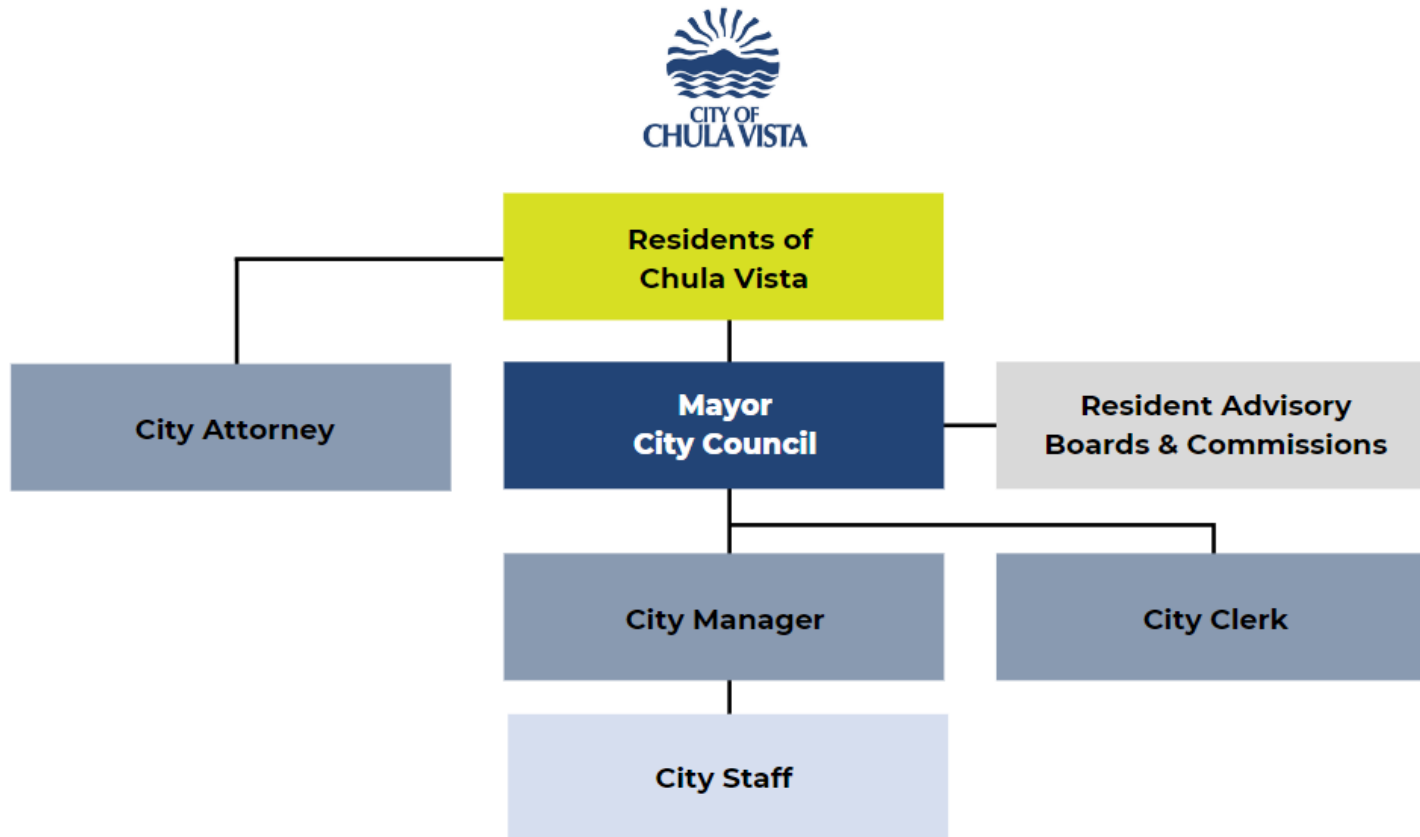 CITY OF
CHULA VISTA
Residents of
Chula Vista
City Attorney
Mayor
City Council
Resident Advisory
Boards & Commissions
City Manager
City Clerk
City Staff